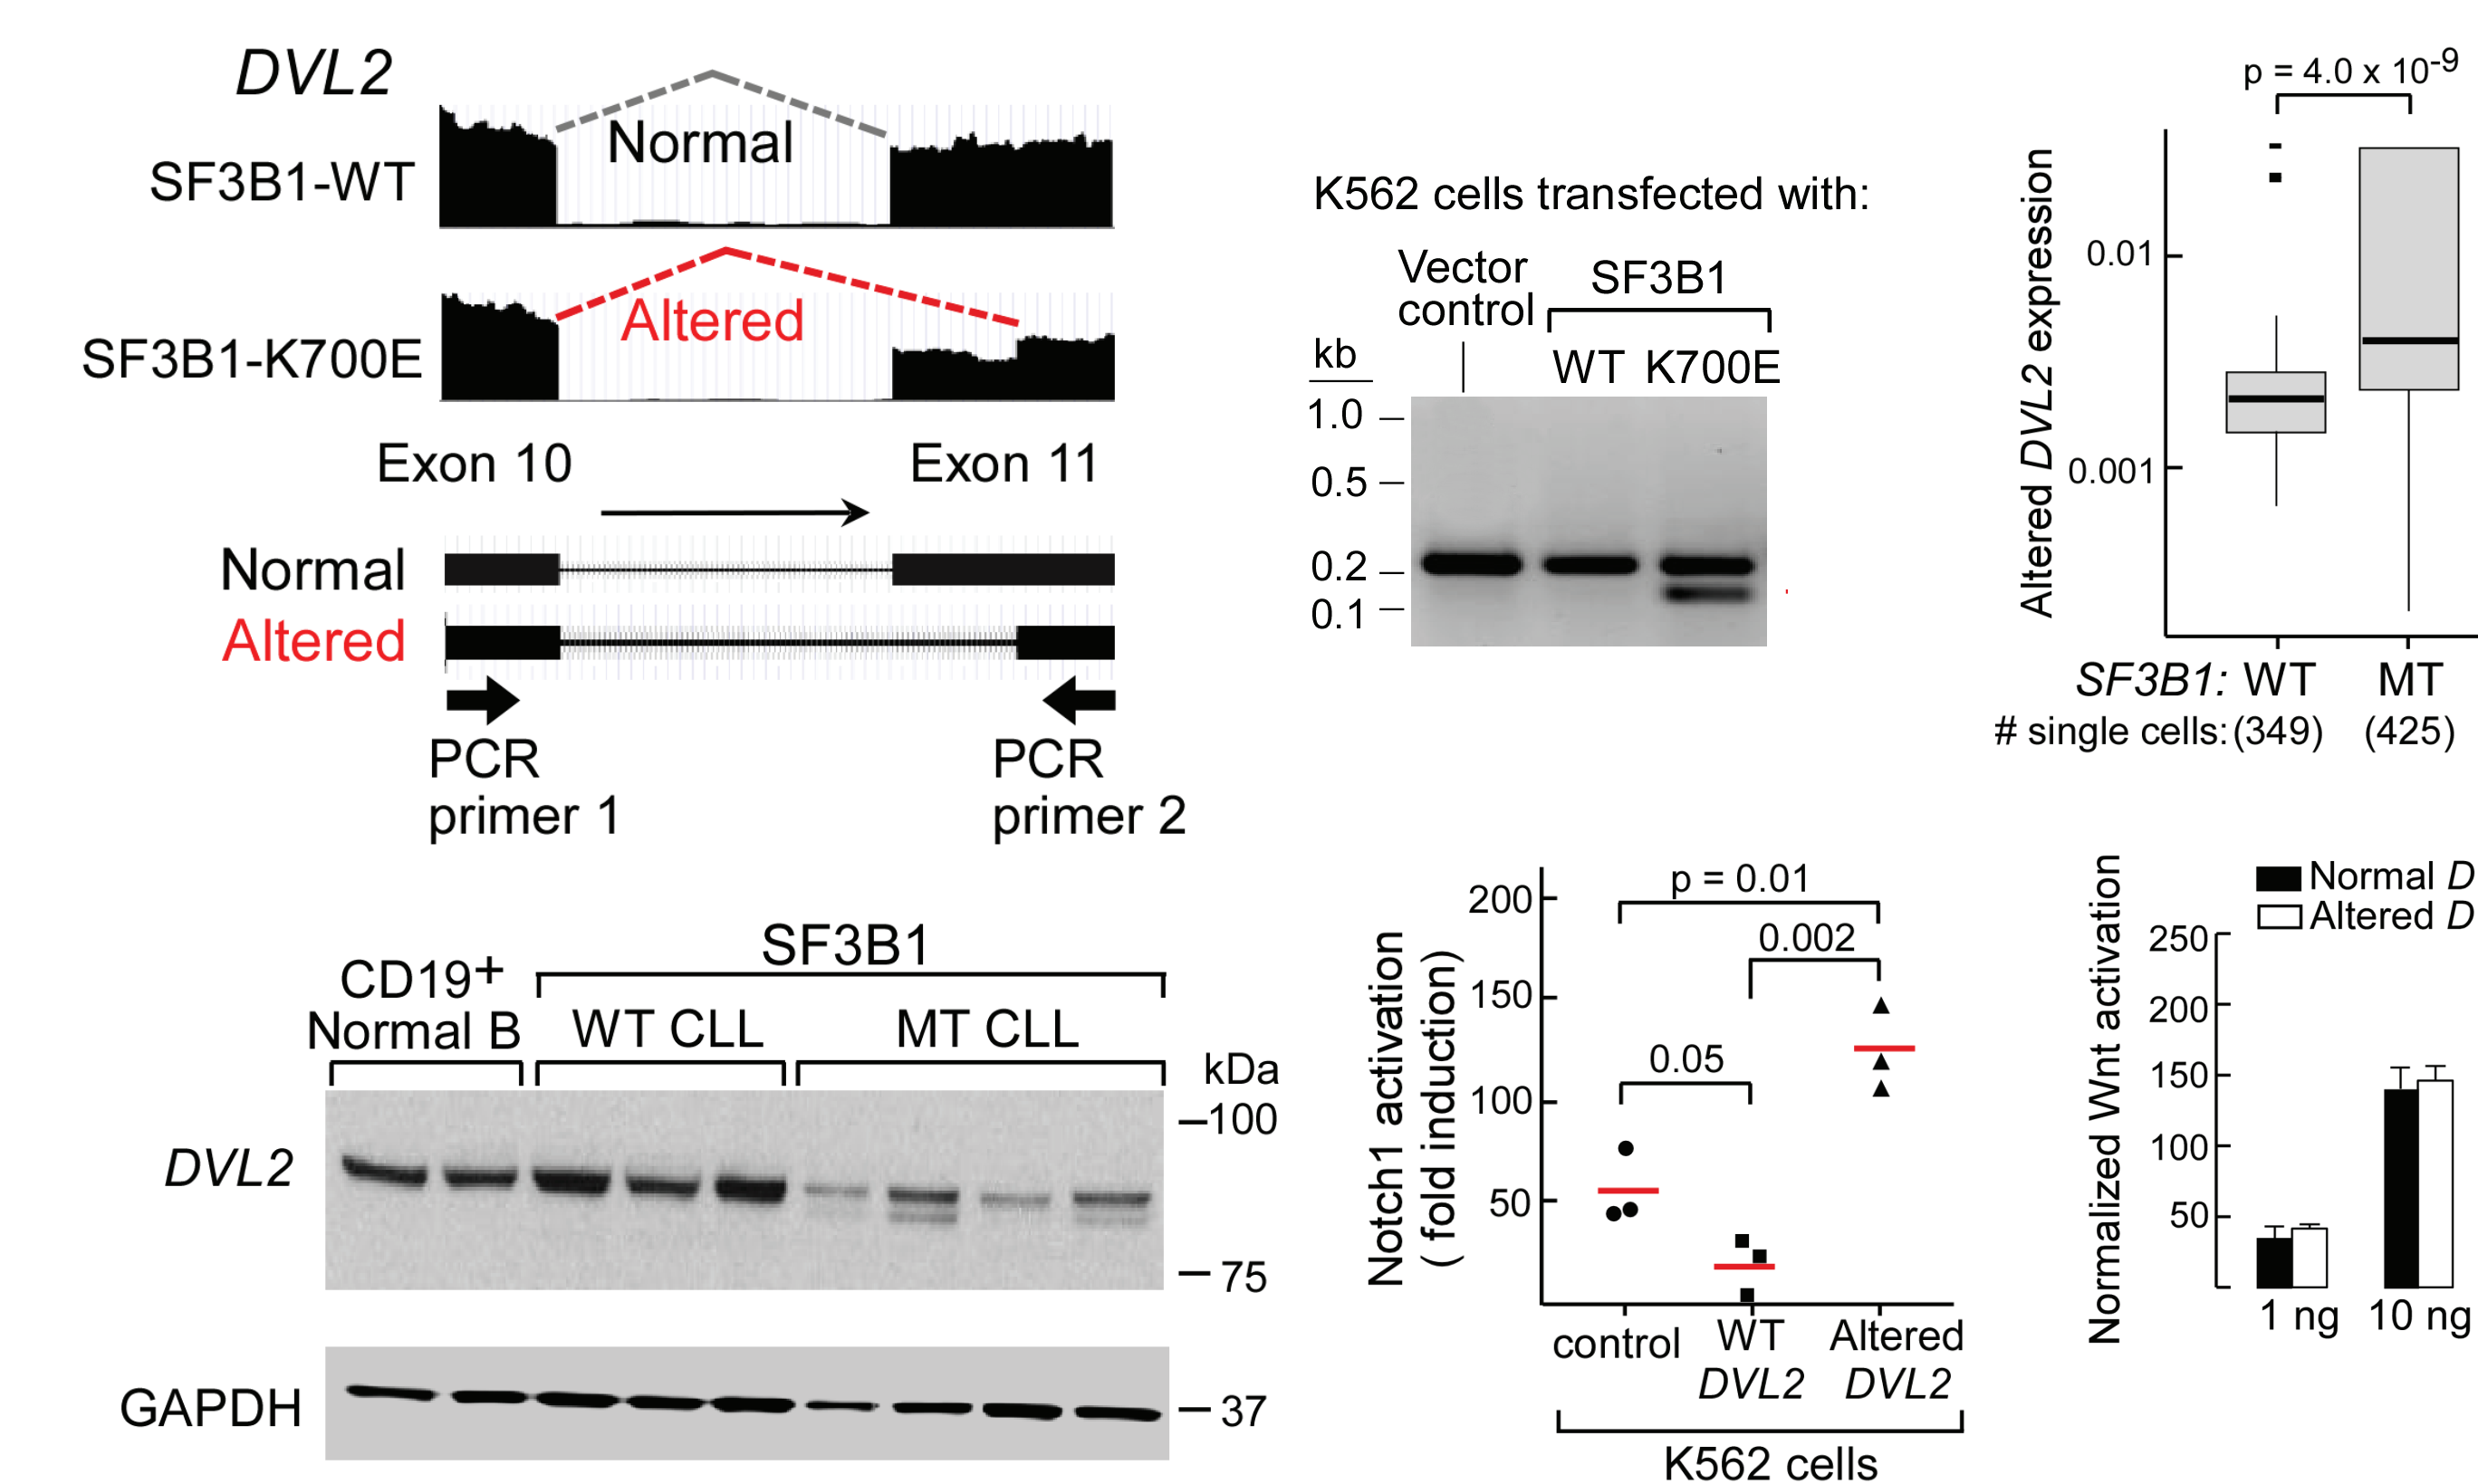 DVL2
Normal
SF3B1-WT
Altered
SF3B1-K700E
Exon 10 Exon 11
Normal
Altered
PCR
primer 1
PCR
primer 2
K562 cells transfected with:
Vector
control
SF3B1
kb
WT K700E
1.0
0.5
0.2
0.1
p = 4.0 x 10-9
Altered DVL2 expression
0.01
0.001
SF3B1: WT MT
# single cells: (349) (425)
SF3B1
CD19+
Normal B
WT CLL
MT CLL
kDa
100
DVL2
75
GAPDH
37
Notch1 activation
( fold induction)
200
150
100
50
p = 0.01
0.002
0.05
control
WT
DVL2
Altered
DVL2
K562 cells
Normalized Wnt activation
Normal D
Altered D
250
200
150
100
50
1 ng 10 ng